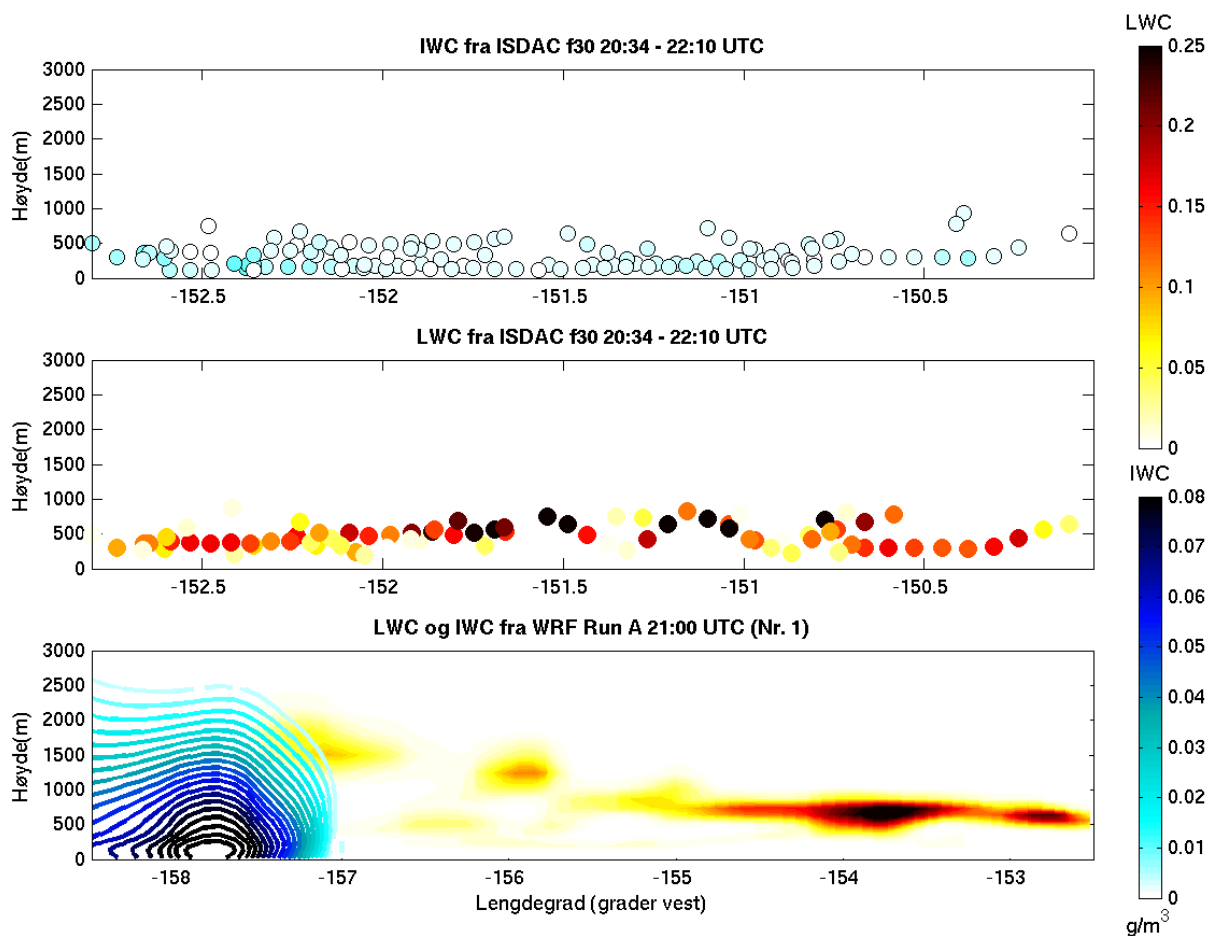 IWC fra ISDAC f30 20:34 - 22:10 UTC
Høyde(m)
3000
2500
2000
1500
1000
500
0
-152.5 -152 -151.5 -151 -150.5
LWC fra ISDAC f30 20:34 - 22:10 UTC
Høyde(m)
3000
2500
2000
1500
1000
500
0
-152.5 -152 -151.5 -151 -150.5
LWC og IWC fra WRF Run A 21:00 UTC (Nr. 1)
Høyde(m)
3000
2500
2000
1500
1000
500
0
-158 -157 -156 -155 -154 -153
Lengdegrad (grader vest)
LWC
0.25
0.2
0.15
0.1
0.05
0
IWC
0.08
0.07
0.06
0.05
0.04
0.03
0.02
0.01
0
g/m³